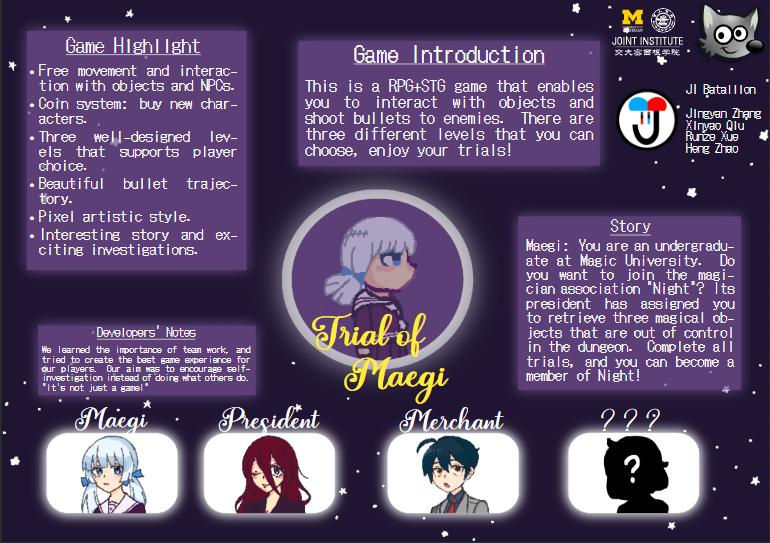 Game Highlight
• Free movement and interac-
tion with objects and NPCs.
• Coin system: buy new char-
acters.
• Three well-designed lev-
els that supports player
choice.
• Beautiful bullet trajec-
tory.
• Pixel artistic style.
• Interesting story and ex-
citing investigations.
Game Introduction
This is a RPG+STG game that enables
you to interact with objects and
shoot bullets to enemies. There are
three different levels that you can
choose, enjoy your trials!
M
JOINT INSTITUTE
交大密西根学院
JI Batallion
Jingyan Zhang
Xinyao Qiu
Runze Xue
Heng Zhao
Story
Maegi: You are an undergradu-
ate at Magic University. Do
you want to join the magi-
cian association "Night"? Its
president has assigned you
to retrieve three magical ob-
jects that are out of control
in the dungeon. Complete all
trials, and you can become a
member of Night!
Trial of
Maegi
Developers' Notes
We learned the importance of team work, and
tried to create the best game experience for
our players. Our aim was to encourage self-
investigation instead of doing what others do.
"It's not just a game!"
Maegi
President
Merchant
???
?